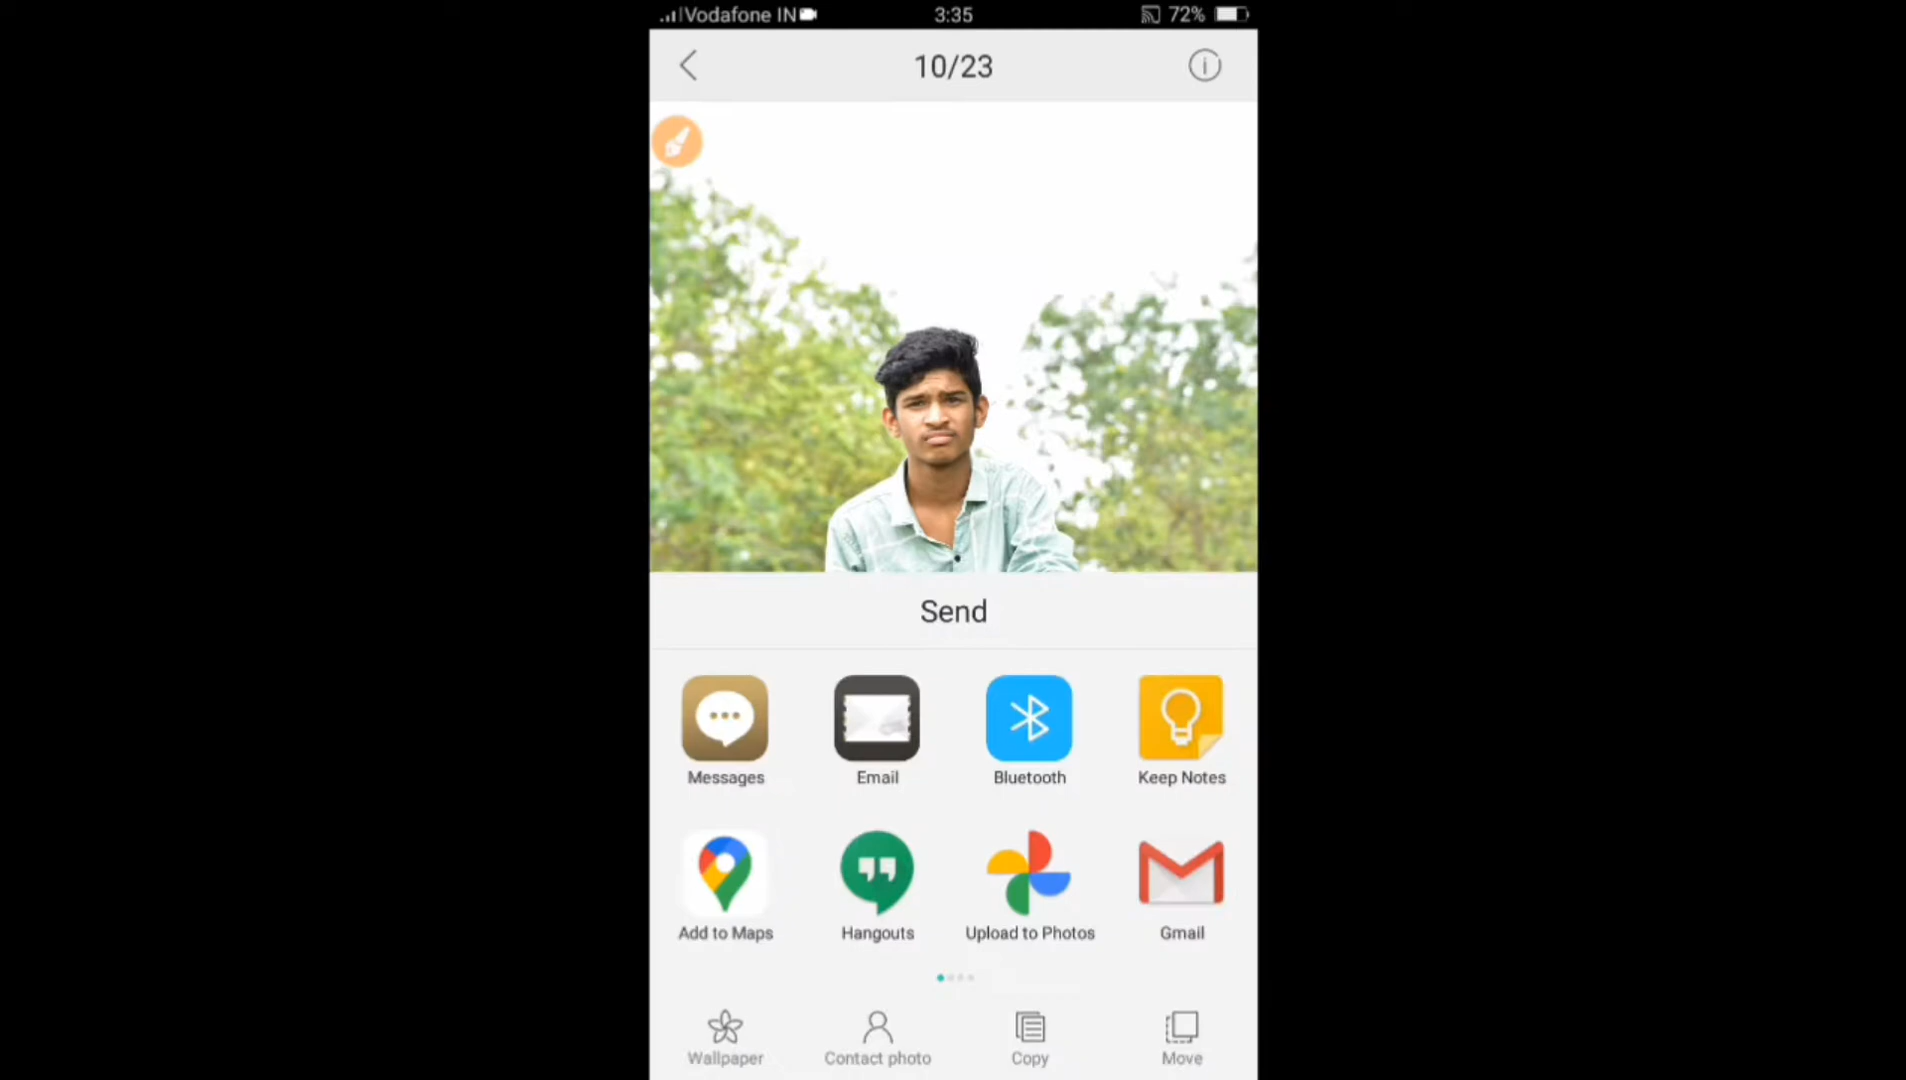 Vodafone IN 3:35 72%
10/23
Send
Messages Email Bluetooth Keep Notes
Add to Maps Hangouts Upload to Photos Gmail
Wallpaper Contact photo Copy Move